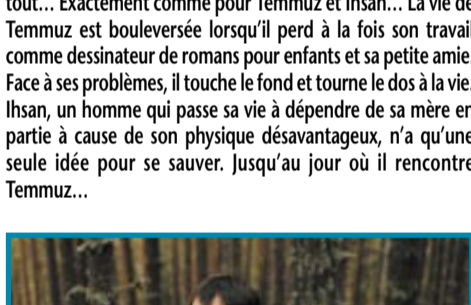 tout... Exactement comme pour Temmuz et Ihsan... La vie de
Temmuz est bouleversée lorsqu'il perd à la fois son travail
comme dessinateur de romans pour enfants et sa petite amie.
Face à ses problèmes, il touche le fond et tourne le dos à la vie.
Ihsan, un homme qui passe sa vie à dépendre de sa mère en
partie à cause de son physique désavantageux, n'a qu'une
seule idée pour se sauver. Jusqu'au jour où il rencontre
Temmuz...